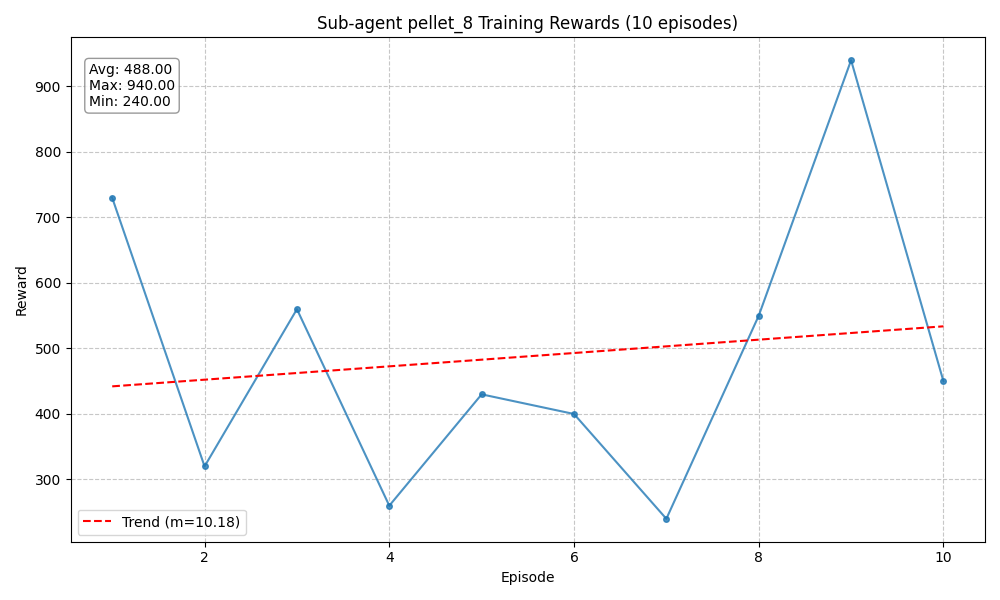 Sub-agent pellet_8 Training Rewards (10 episodes)
Avg: 488.00
Max: 940.00
Min: 240.00
900
800
700
600
500
400
300
Reward
Trend (m=10.18)
2
4
6
8
10
Episode